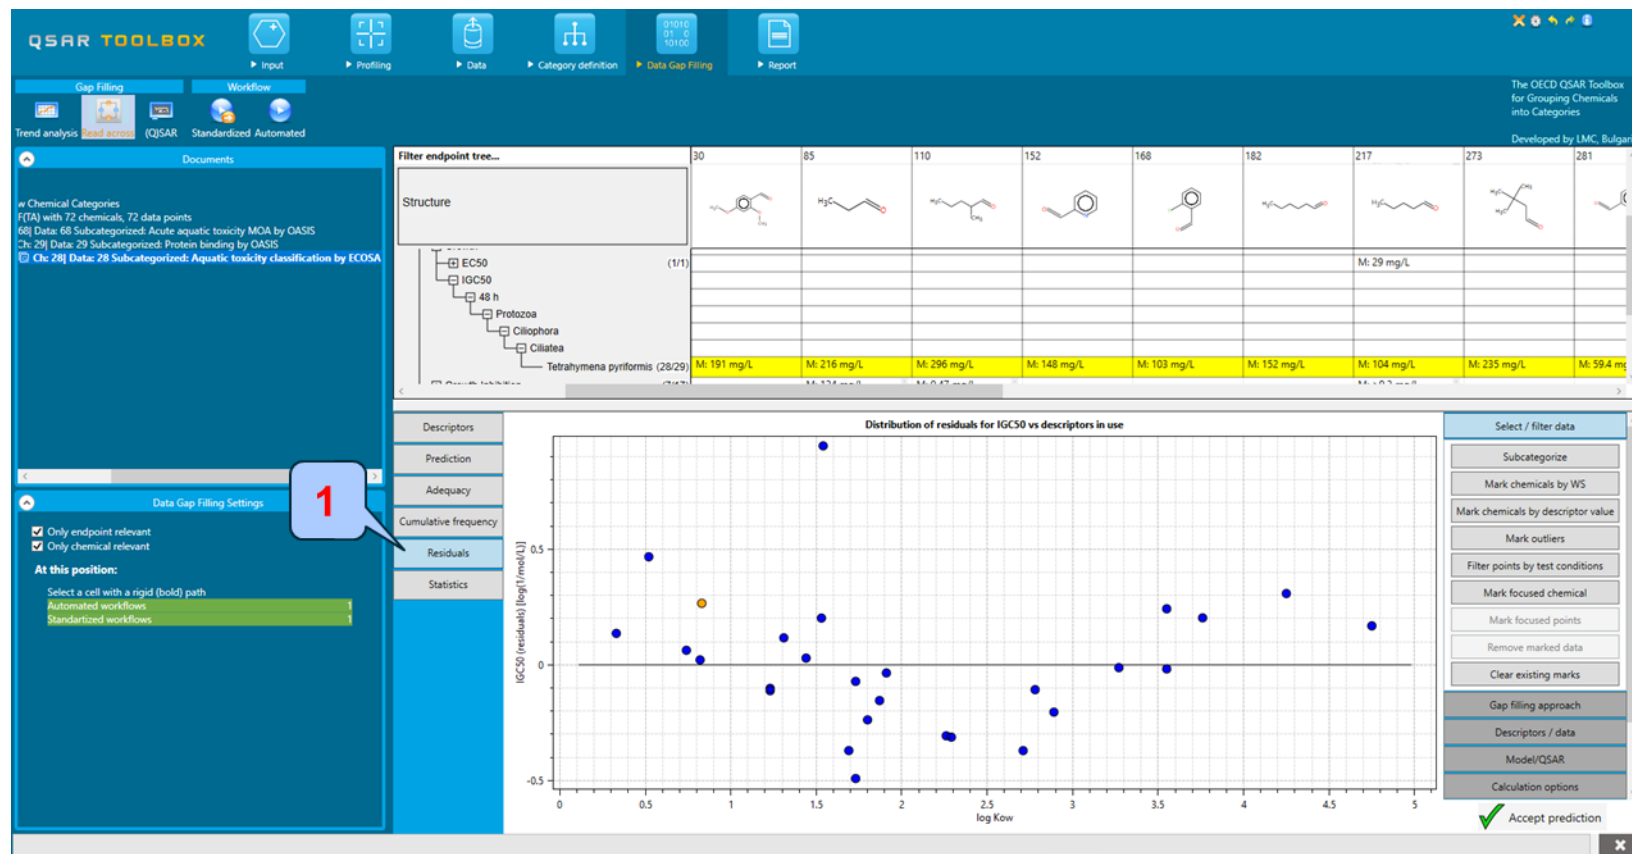 QSAR TOOLBOX
Input
Profiling
Data
Category definition
Data Gap Filling
Report
01010
01 0
10100
Gap Filling
Workflow
Trend analysis
Read across
(Q)SAR
Standardized
Automated
The OECD QSAR Toolbox
for Grouping Chemicals
into Categories
Developed by LMC, Bulgari
Documents
w Chemical Categories
F(TA) with 72 chemicals, 72 data points
68| Data: 68 Subcategorized: Acute aquatic toxicity MOA by OASIS
Ch: 29| Data: 29 Subcategorized: Protein binding by OASIS
Ch: 28| Data: 28 Subcategorized: Aquatic toxicity classification by ECOSA
Filter endpoint tree...
30
85
110
152
168
182
217
273
281
Structure
EC50 (1/1)
M: 29 mg/L
IGC50
48 h
Protozoa
Ciliophora
Ciliatea
Tetrahymena pyriformis (28/29)
M: 191 mg/L
M: 216 mg/L
M: 296 mg/L
M: 148 mg/L
M: 103 mg/L
M: 152 mg/L
M: 104 mg/L
M: 235 mg/L
M: 59.4 mg
Data Gap Filling Settings
Only endpoint relevant
Only chemical relevant
At this position:
Select a cell with a rigid (bold) path
Automated workflows 1
Standartized workflows 1
1
Descriptors
Prediction
Adequacy
Cumulative frequency
Residuals
Statistics
Distribution of residuals for IGC50 vs descriptors in use
IGC50 (residuals) [log(1/mol/L)]
0.5
0
-0.5
0
0.5
1
1.5
2
2.5
3
3.5
4
4.5
5
log Kow
Select / filter data
Subcategorize
Mark chemicals by WS
Mark chemicals by descriptor value
Mark outliers
Filter points by test conditions
Mark focused chemical
Mark focused points
Remove marked data
Clear existing marks
Gap filling approach
Descriptors / data
Model/QSAR
Calculation options
Accept prediction